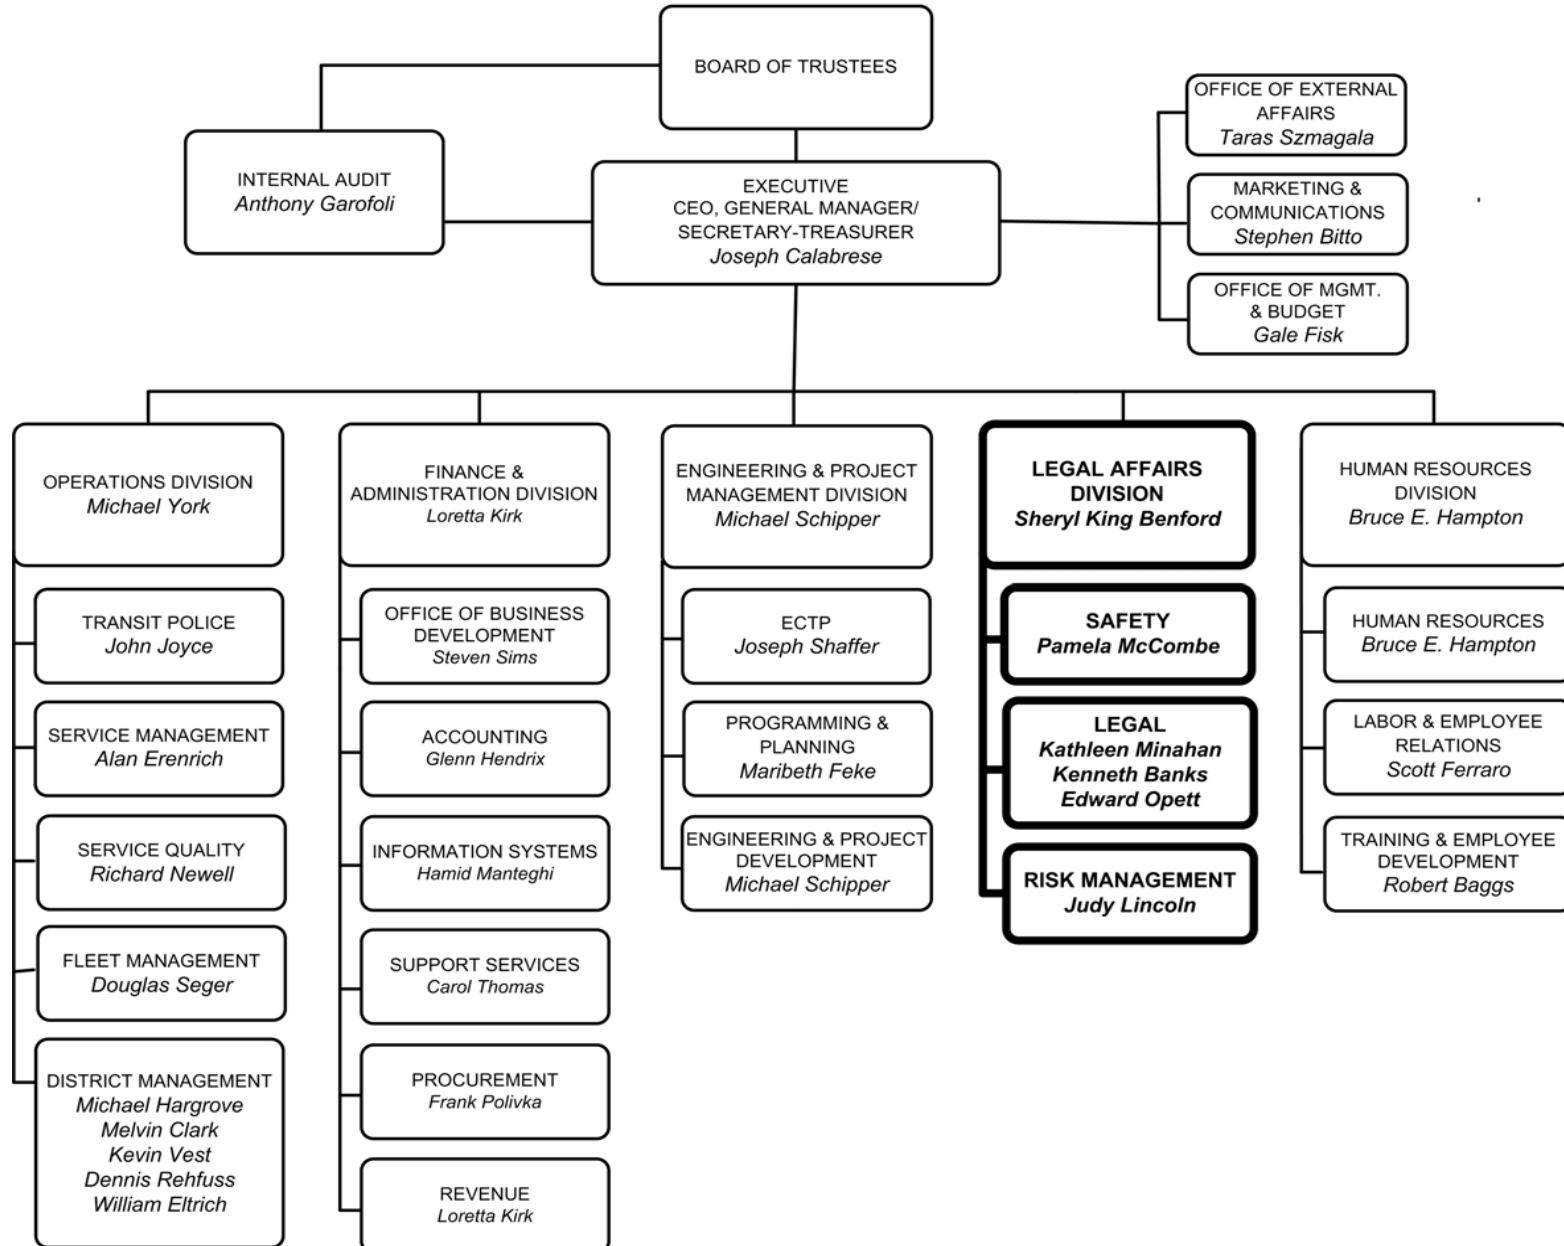 BOARD OF TRUSTEES
INTERNAL AUDIT
Anthony Garofoli
EXECUTIVE
CEO, GENERAL MANAGER/
SECRETARY-TREASURER
Joseph Calabrese
OFFICE OF EXTERNAL
AFFAIRS
Taras Szmagala
MARKETING &
COMMUNICATIONS
Stephen Bitto
OFFICE OF MGMT.
& BUDGET
Gale Fisk
OPERATIONS DIVISION
Michael York
TRANSIT POLICE
John Joyce
SERVICE MANAGEMENT
Alan Erenrich
SERVICE QUALITY
Richard Newell
FLEET MANAGEMENT
Douglas Seger
DISTRICT MANAGEMENT
Michael Hargrove
Melvin Clark
Kevin Vest
Dennis Rehfuss
William Eltrich
FINANCE &
ADMINISTRATION DIVISION
Loretta Kirk
OFFICE OF BUSINESS
DEVELOPMENT
Steven Sims
ACCOUNTING
Glenn Hendrix
INFORMATION SYSTEMS
Hamid Manteghi
SUPPORT SERVICES
Carol Thomas
PROCUREMENT
Frank Polivka
REVENUE
Loretta Kirk
ENGINEERING & PROJECT
MANAGEMENT DIVISION
Michael Schipper
ECTP
Joseph Shaffer
PROGRAMMING &
PLANNING
Maribeth Feke
ENGINEERING & PROJECT
DEVELOPMENT
Michael Schipper
LEGAL AFFAIRS
DIVISION
Sheryl King Benford
SAFETY
Pamela McCombe
LEGAL
Kathleen Minahan
Kenneth Banks
Edward Opett
RISK MANAGEMENT
Judy Lincoln
HUMAN RESOURCES
DIVISION
Bruce E. Hampton
HUMAN RESOURCES
Bruce E. Hampton
LABOR & EMPLOYEE
RELATIONS
Scott Ferraro
TRAINING & EMPLOYEE
DEVELOPMENT
Robert Baggs